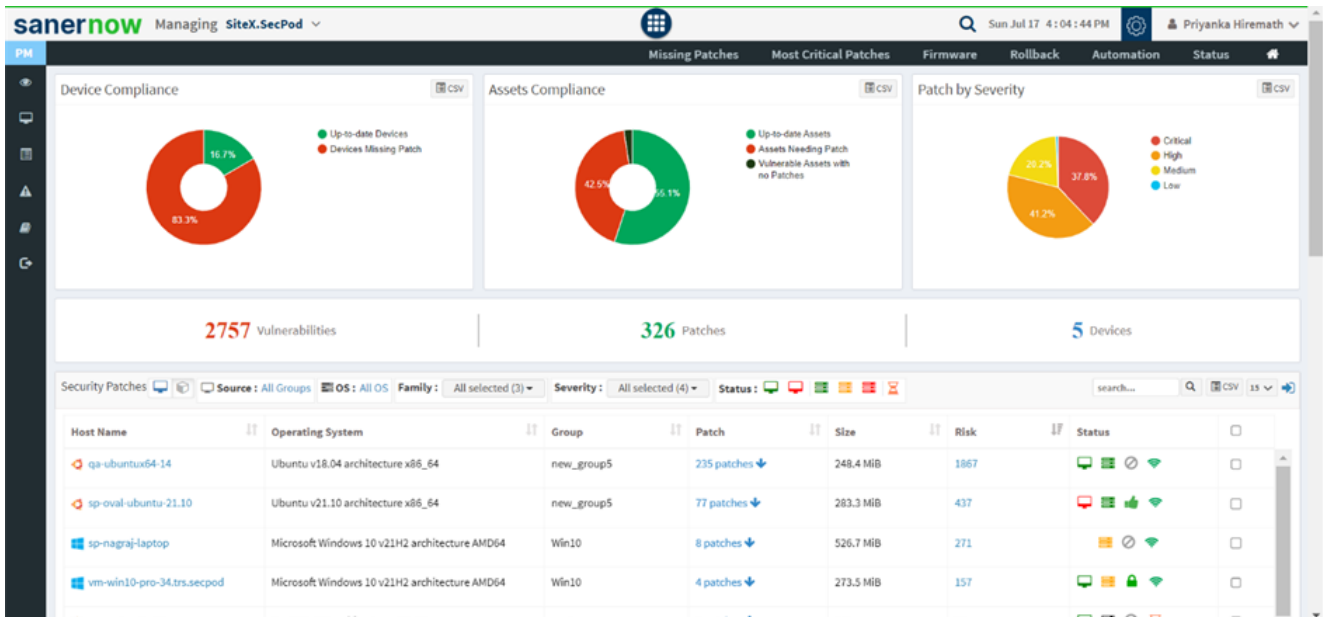 sanernow Managing SiteX.SecPod Sun Jul 17 4:04:44 PM Priyanka Hiremath
PM Missing Patches Most Critical Patches Firmware Rollback Automation Status
Device Compliance CSV
16.7%
83.3%
Up-to-date Devices
Devices Missing Patch
Assets Compliance CSV
42.5%
55.1%
Up-to-date Assets
Assets Needing Patch
Vulnerable Assets with
no Patches
Patch by Severity CSV
20.2%
37.8%
41.2%
Critical
High
Medium
Low
2757 Vulnerabilities 326 Patches 5 Devices
Security Patches Source : All Groups OS : All OS Family : All selected (3) Severity : All selected (4) Status : search... CSV 15
Host Name Operating System Group Patch Size Risk Status
qa-ubuntux64-14 Ubuntu v18.04 architecture x86_64 new_group5 235 patches 248.4 MiB 1867
sp-oval-ubuntu-21.10 Ubuntu v21.10 architecture x86_64 new_group5 77 patches 283.3 MiB 437
sp-nagraj-laptop Microsoft Windows 10 v21H2 architecture AMD64 Win10 8 patches 526.7 MiB 271
vm-win10-pro-34.trs.secpod Microsoft Windows 10 v21H2 architecture AMD64 Win10 4 patches 273.5 MiB 157